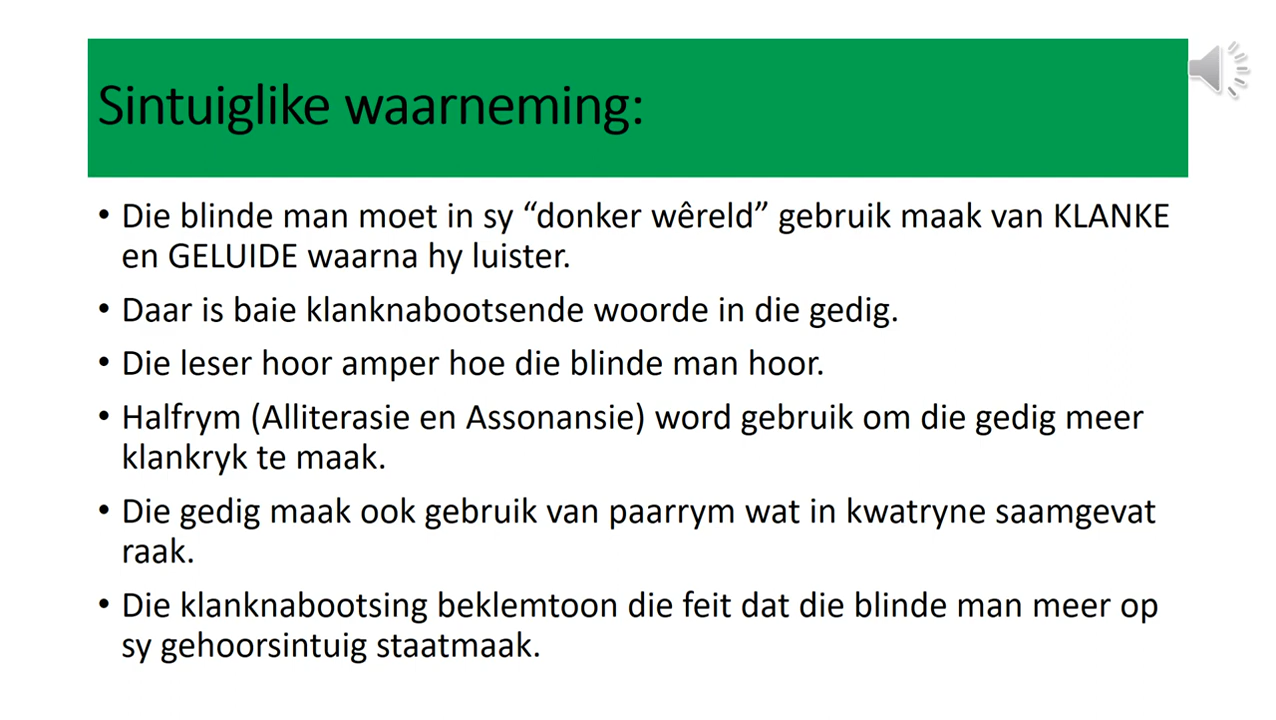 Sintuiglike waarneming:
• Die blinde man moet in sy “donker wêreld” gebruik maak van KLANKE
en GELUIDE waarna hy luister.
• Daar is baie klanknabootsende woorde in die gedig.
• Die leser hoor amper hoe die blinde man hoor.
• Halfrym (Alliterasie en Assonansie) word gebruik om die gedig meer
klankryk te maak.
• Die gedig maak ook gebruik van paarrym wat in kwatryne saamgevat
raak.
• Die klanknabootsing beklemtoon die feit dat die blinde man meer op
sy gehoorsintuig staatmaak.